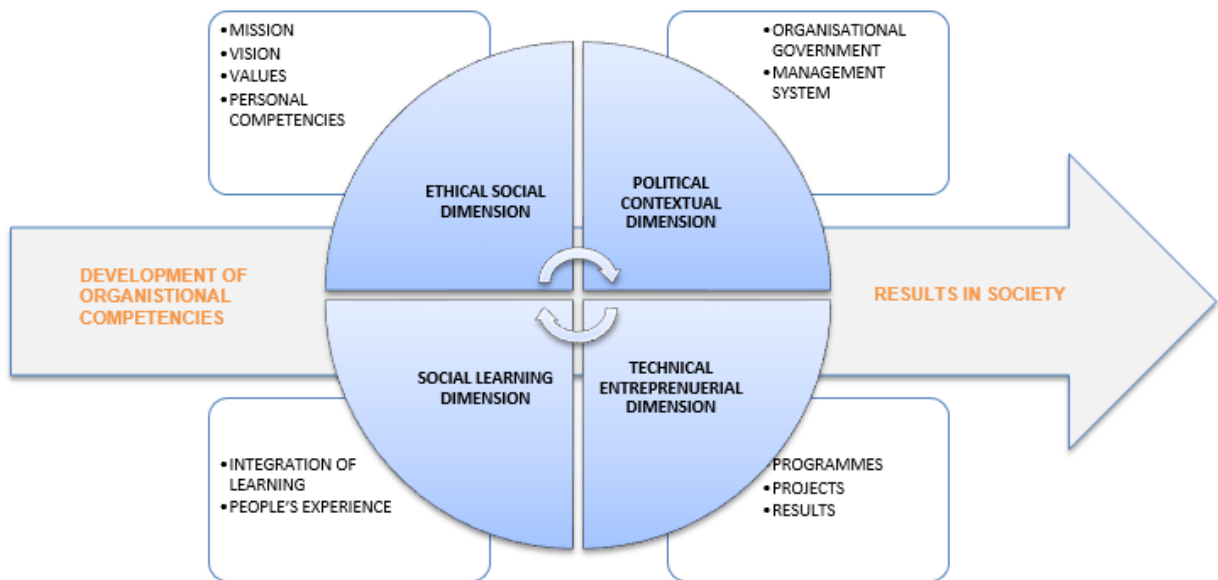 •MISSION
•VISION
•VALUES
•PERSONAL
COMPETENCIES
•ORGANISATIONAL
GOVERNMENT
•MANAGEMENT
SYSTEM
ETHICAL SOCIAL
DIMENSION
POLITICAL
CONTEXTUAL
DIMENSION
DEVELOPMENT OF
ORGANISTIONAL
COMPETENCIES
RESULTS IN SOCIETY
SOCIAL LEARNING
DIMENSION
TECHNICAL
ENTREPRENUERIAL
DIMENSION
•INTEGRATION OF
LEARNING
•PEOPLE'S EXPERIENCE
•PROGRAMMES
•PROJECTS
•RESULTS